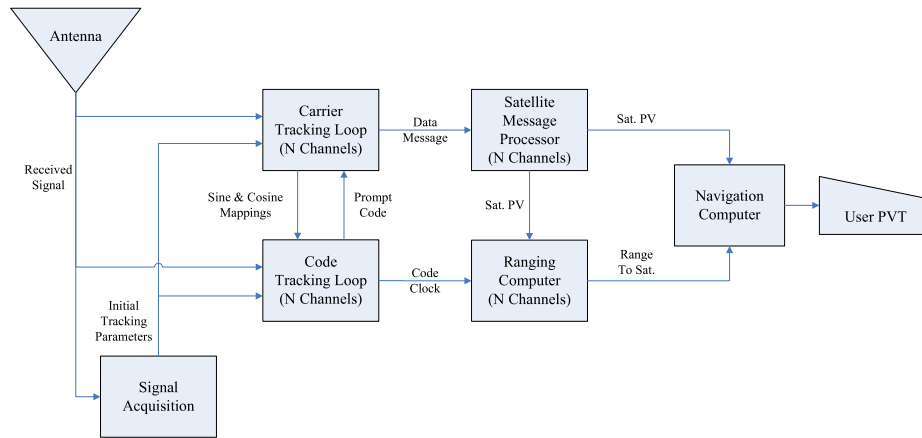 Antenna
Received
Signal
Carrier
Tracking Loop
(N Channels)
Data
Message
Satellite
Message
Processor
(N Channels)
Sat. PV
Sine & Cosine
Mappings
Prompt
Code
Sat. PV
Navigation
Computer
User PVT
Code
Tracking Loop
(N Channels)
Code
Clock
Ranging
Computer
(N Channels)
Range
To Sat.
Initial
Tracking
Parameters
Signal
Acquisition